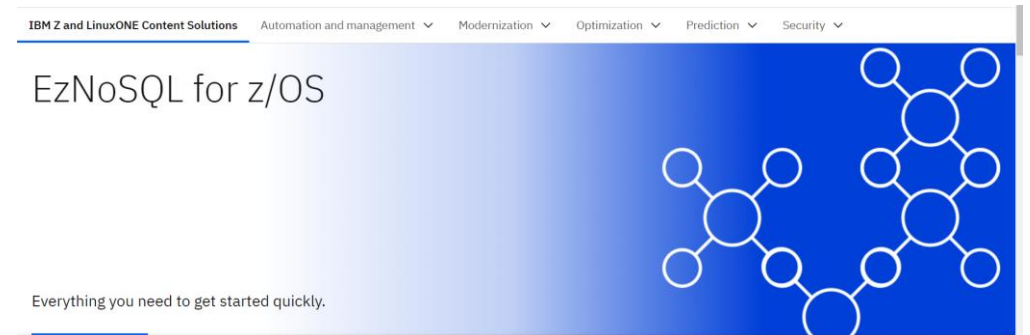 IBM Z and LinuxONE Content Solutions Automation and management Modernization Optimization Prediction Security
EzNoSQL for z/OS
Everything you need to get started quickly.